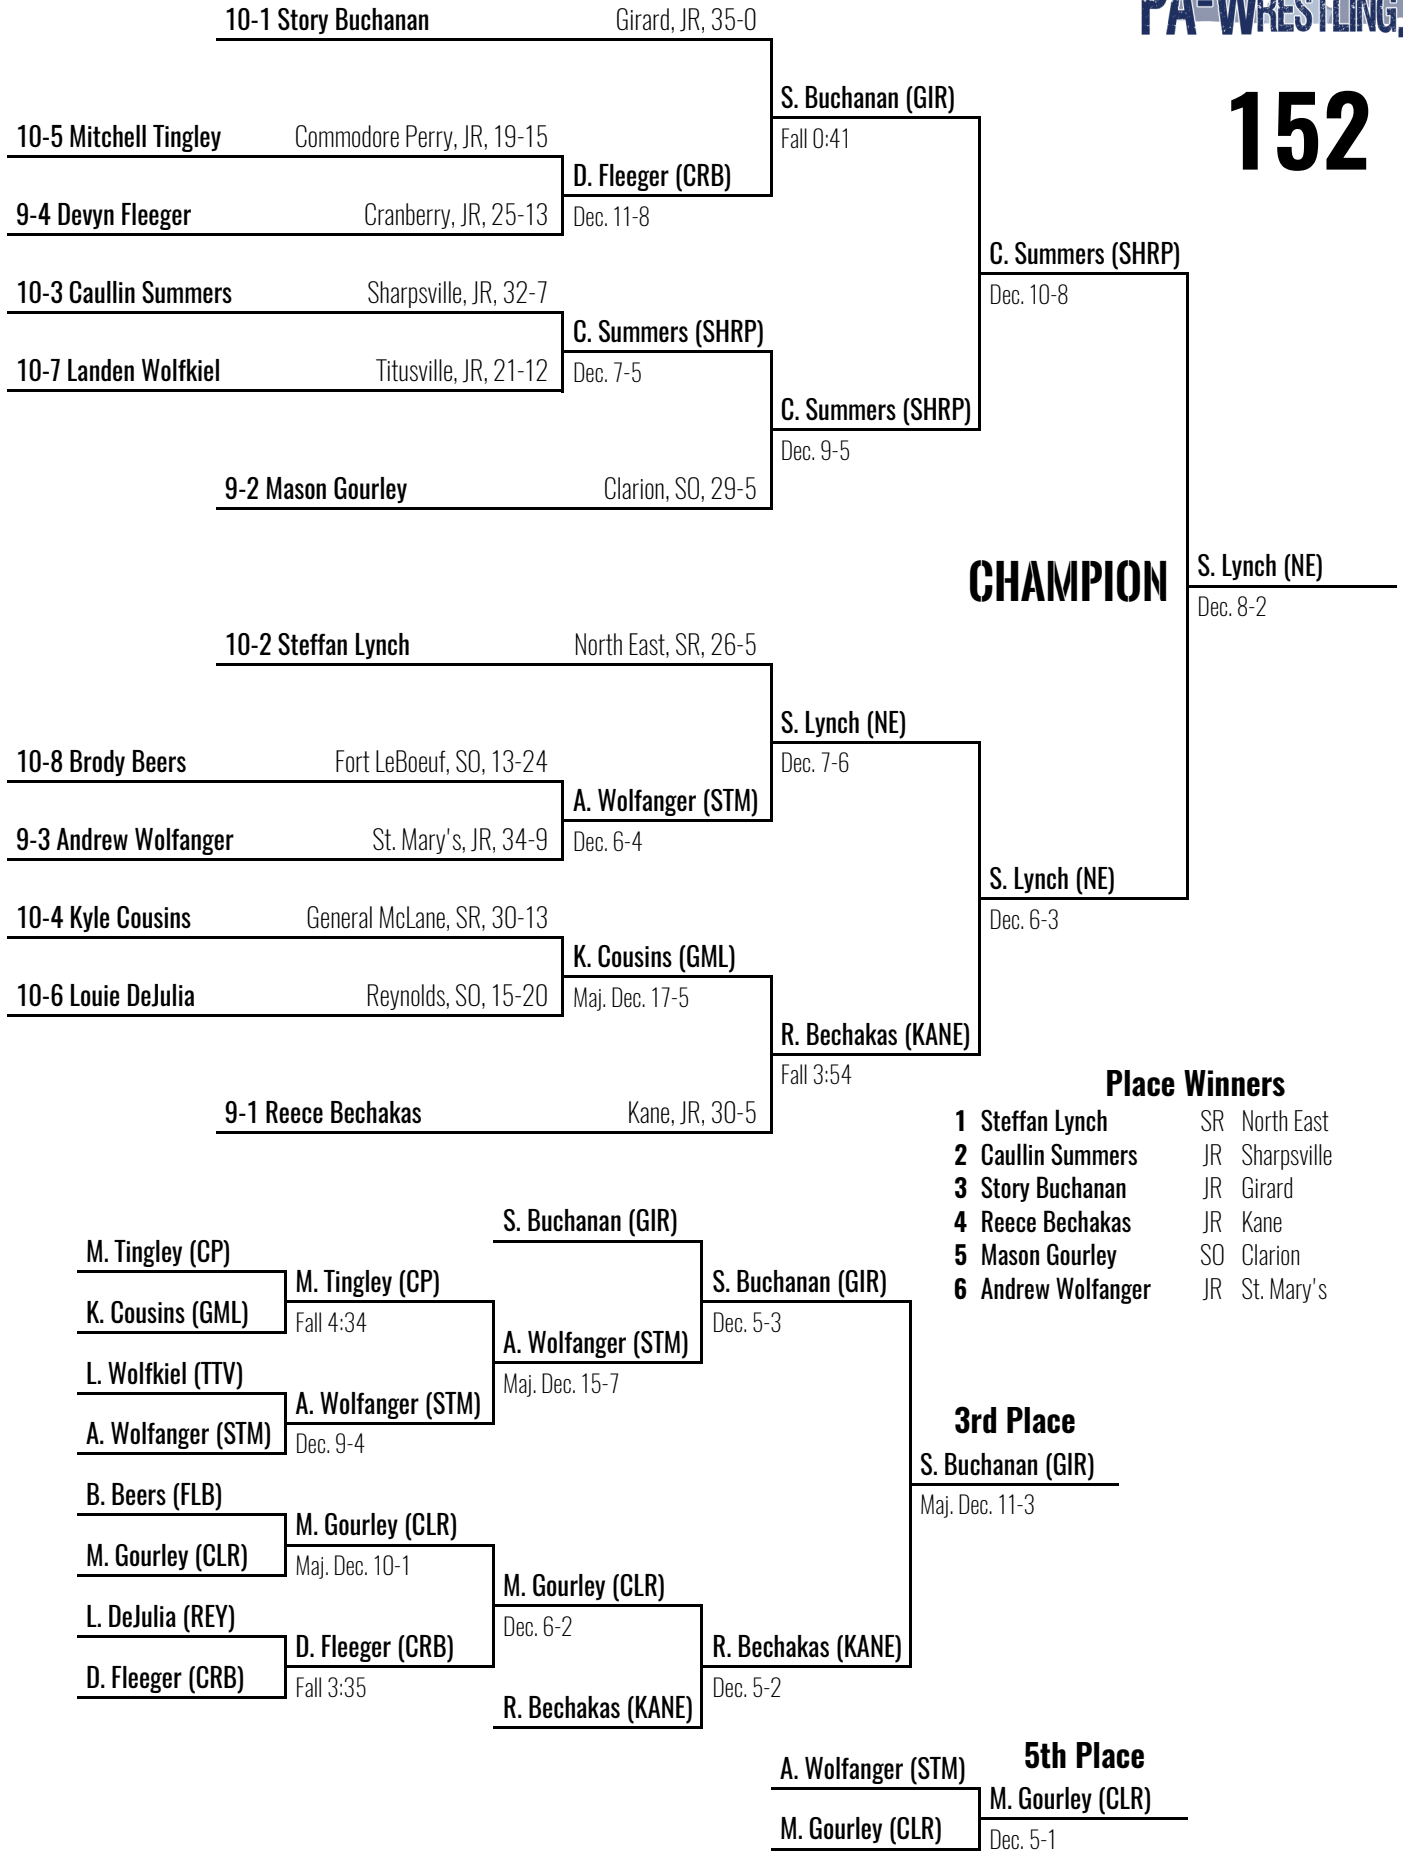 PA-WRESTLING.
152
10-1 Story Buchanan Girard, JR, 35-0
S. Buchanan (GIR)
Fall 0:41
10-5 Mitchell Tingley Commodore Perry, JR, 19-15
D. Fleeger (CRB)
Dec. 11-8
9-4 Devyn Fleeger Cranberry, JR, 25-13
C. Summers (SHRP)
Dec. 10-8
10-3 Caullin Summers Sharpsville, JR, 32-7
C. Summers (SHRP)
Dec. 7-5
10-7 Landen Wolfkiel Titusville, JR, 21-12
C. Summers (SHRP)
Dec. 9-5
9-2 Mason Gourley Clarion, SO, 29-5
CHAMPION
S. Lynch (NE)
Dec. 8-2
10-2 Steffan Lynch North East, SR, 26-5
S. Lynch (NE)
Dec. 7-6
10-8 Brody Beers Fort LeBoeuf, SO, 13-24
A. Wolfanger (STM)
Dec. 6-4
9-3 Andrew Wolfanger St. Mary's, JR, 34-9
S. Lynch (NE)
Dec. 6-3
10-4 Kyle Cousins General McLane, SR, 30-13
K. Cousins (GML)
Maj. Dec. 17-5
10-6 Louie DeJulia Reynolds, SO, 15-20
R. Bechakas (KANE)
Fall 3:54
9-1 Reece Bechakas Kane, JR, 30-5
Place Winners
1 Steffan Lynch SR North East
2 Caullin Summers JR Sharpsville
3 Story Buchanan JR Girard
4 Reece Bechakas JR Kane
5 Mason Gourley SO Clarion
6 Andrew Wolfanger JR St. Mary's
S. Buchanan (GIR)
M. Tingley (CP)
M. Tingley (CP)
Fall 4:34
K. Cousins (GML)
S. Buchanan (GIR)
Dec. 5-3
A. Wolfanger (STM)
Maj. Dec. 15-7
L. Wolfkiel (TTV)
A. Wolfanger (STM)
Dec. 9-4
A. Wolfanger (STM)
3rd Place
S. Buchanan (GIR)
Maj. Dec. 11-3
B. Beers (FLB)
M. Gourley (CLR)
Maj. Dec. 10-1
M. Gourley (CLR)
M. Gourley (CLR)
Dec. 6-2
L. DeJulia (REY)
D. Fleeger (CRB)
Fall 3:35
D. Fleeger (CRB)
R. Bechakas (KANE)
Dec. 5-2
R. Bechakas (KANE)
5th Place
A. Wolfanger (STM)
M. Gourley (CLR)
Dec. 5-1
M. Gourley (CLR)